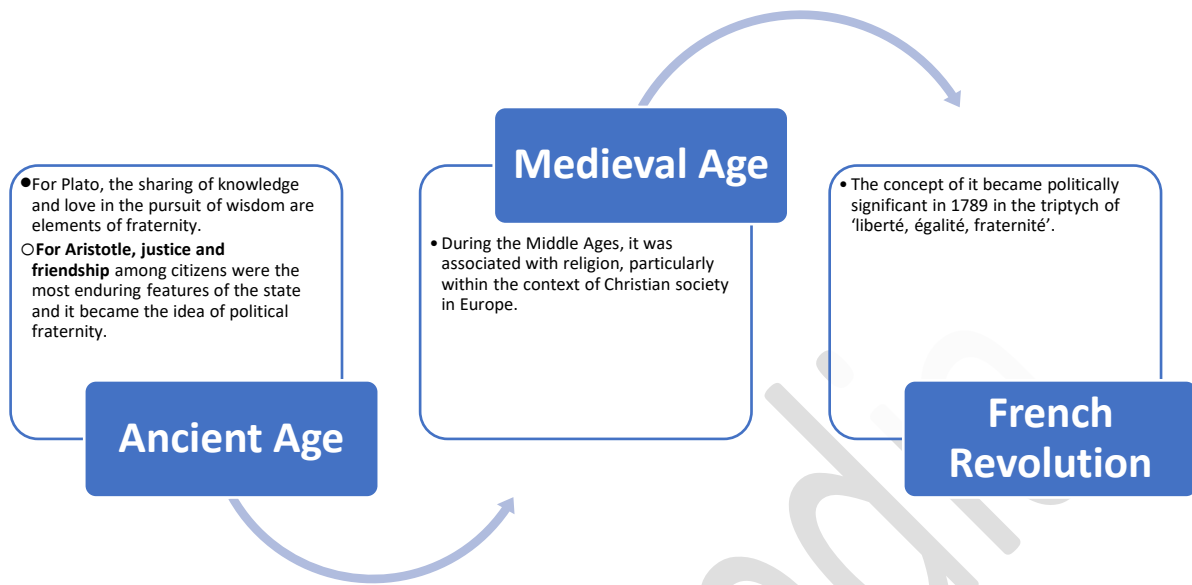 ●For Plato, the sharing of knowledge
and love in the pursuit of wisdom are
elements of fraternity.
○For Aristotle, justice and
friendship among citizens were the
most enduring features of the state
and it became the idea of political
fraternity.
Ancient Age
Medieval Age
• During the Middle Ages, it was
associated with religion, particularly
within the context of Christian society
in Europe.
• The concept of it became politically
significant in 1789 in the triptych of
‘liberté, égalité, fraternité’.
French
Revolution